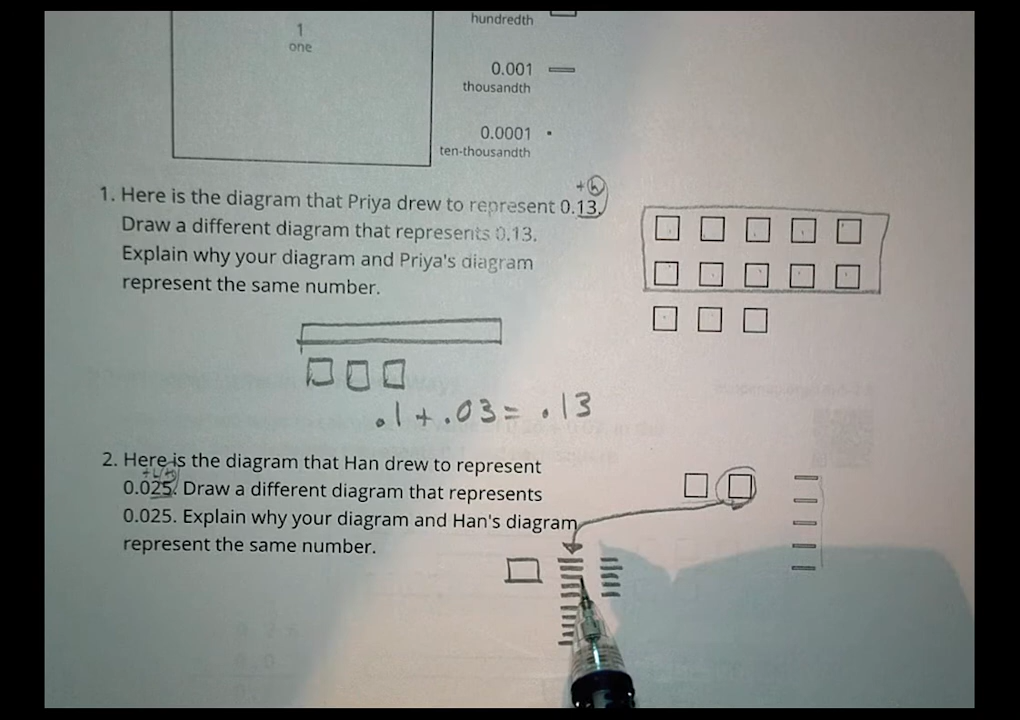 1
one
hundredth
0.001
thousandth
0.0001
ten-thousandth
1. Here is the diagram that Priya drew to represent 0.13.
Draw a different diagram that represents 0.13.
Explain why your diagram and Priya's diagram
represent the same number.
.1 + .03 = .13
2. Here is the diagram that Han drew to represent
0.025. Draw a different diagram that represents
0.025. Explain why your diagram and Han's diagram
represent the same number.